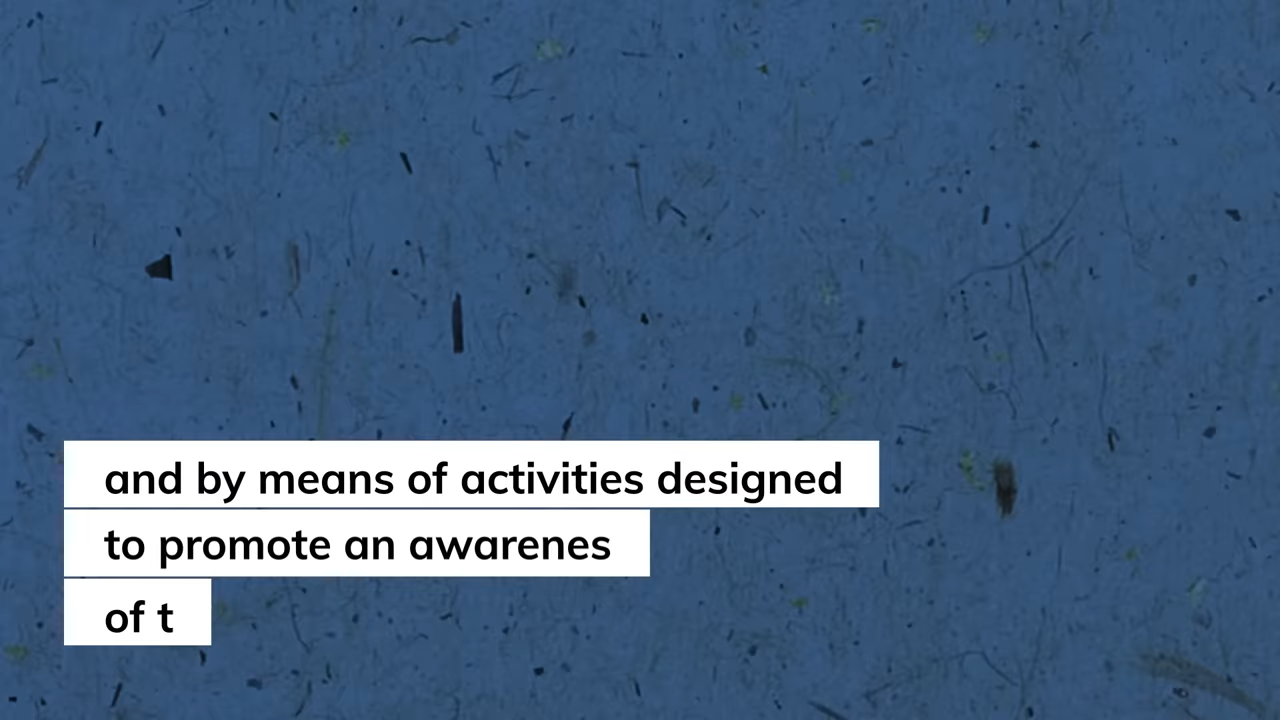 and by means of activities designed
to promote an awarenes
of t